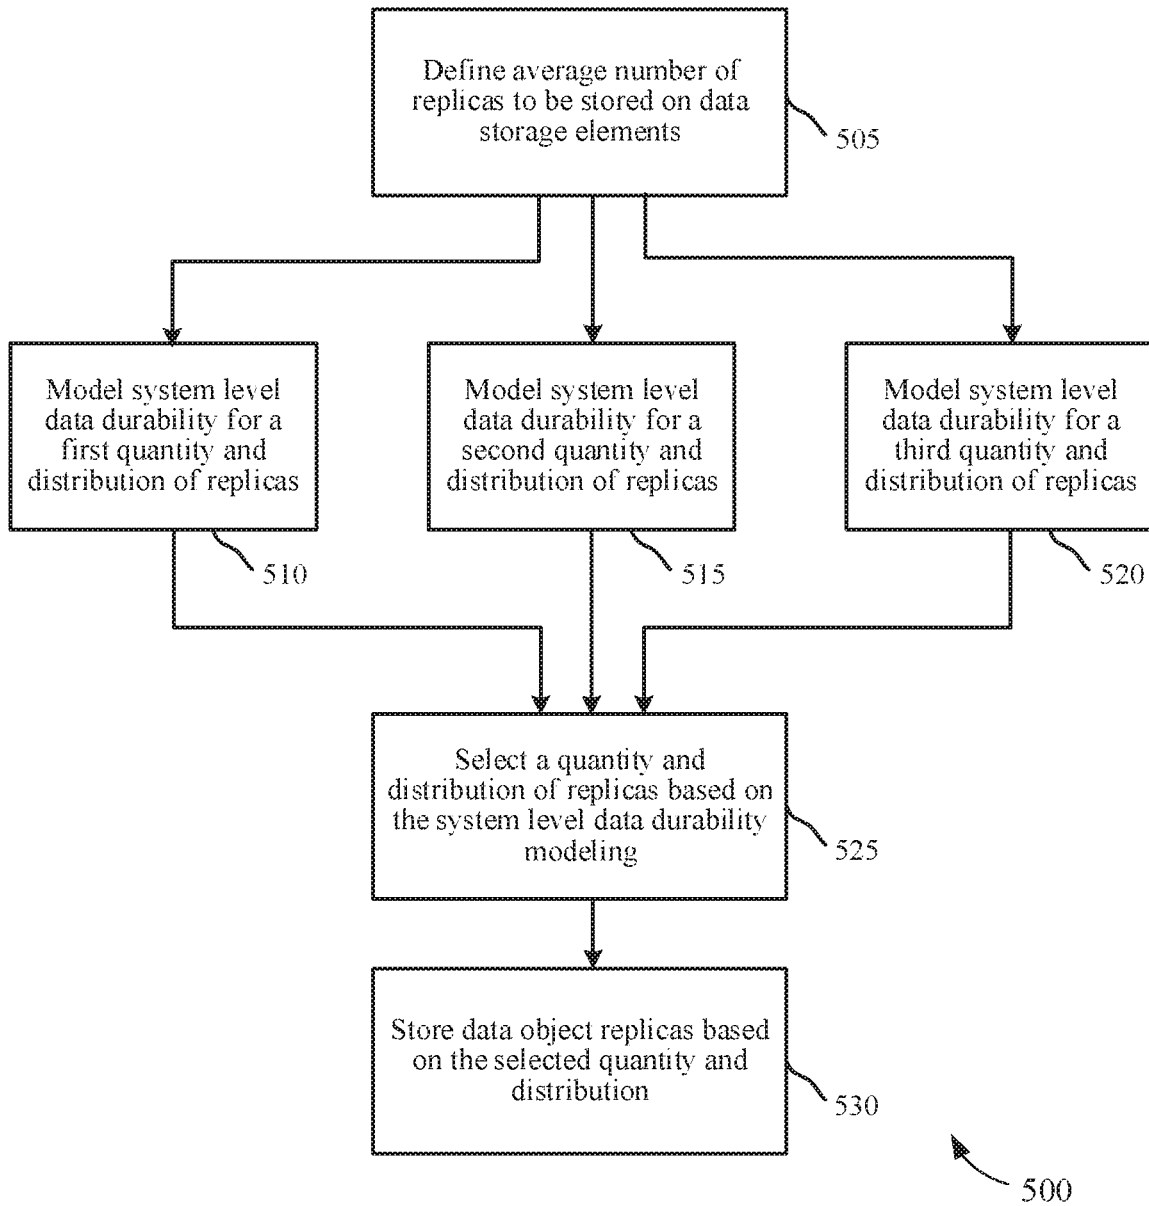 Define average number of
replicas to be stored on data
storage elements
505
Model system level
data durability for a
first quantity and
distribution of replicas
510
Model system level
data durability for a
second quantity and
distribution of replicas
515
Model system level
data durability for a
third quantity and
distribution of replicas
520
Select a quantity and
distribution of replicas based on
the system level data durability
modeling
525
Store data object replicas based
on the selected quantity and
distribution
530
500